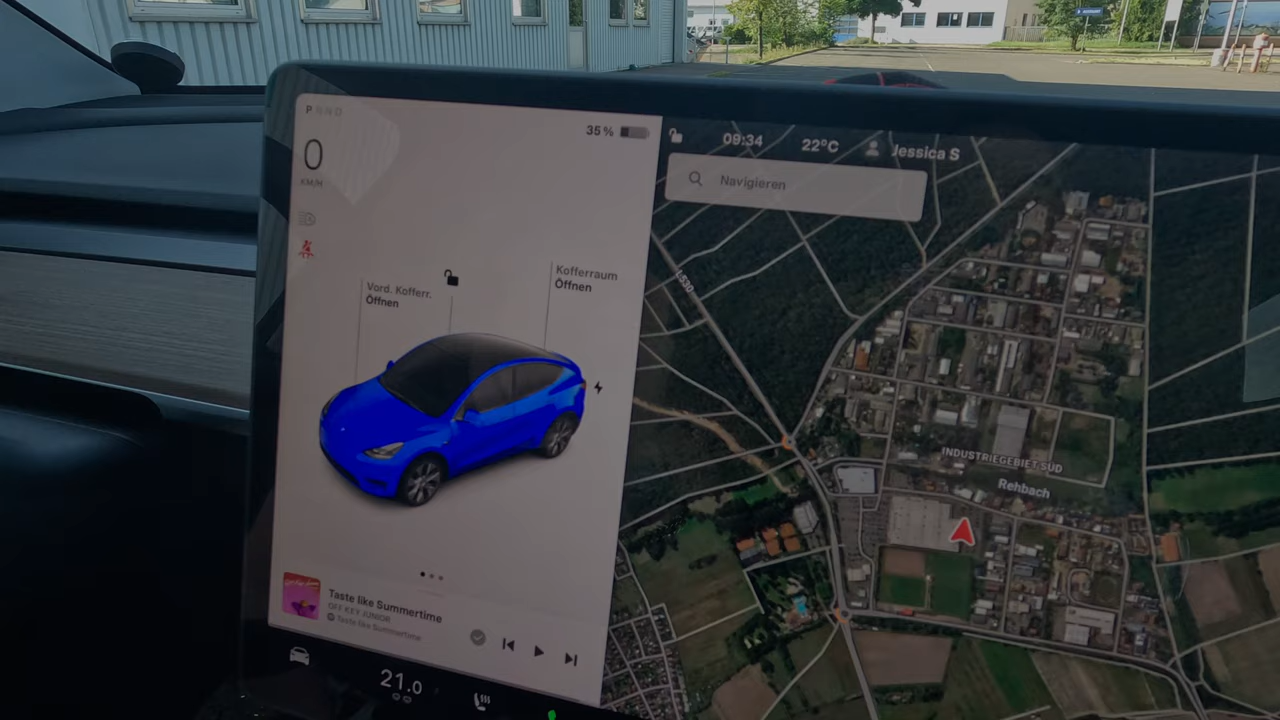 P R N D
35 %
0
KM/H
Vord. Kofferr.
Öffnen
Kofferraum
Öffnen
Taste like Summertime
OFF KEY JUNIOR
Taste like Summertime
21.0
09:34
22°C
Jessica S
Navigieren
L530
INDUSTRIEGEBIET SÜD
Rehbach